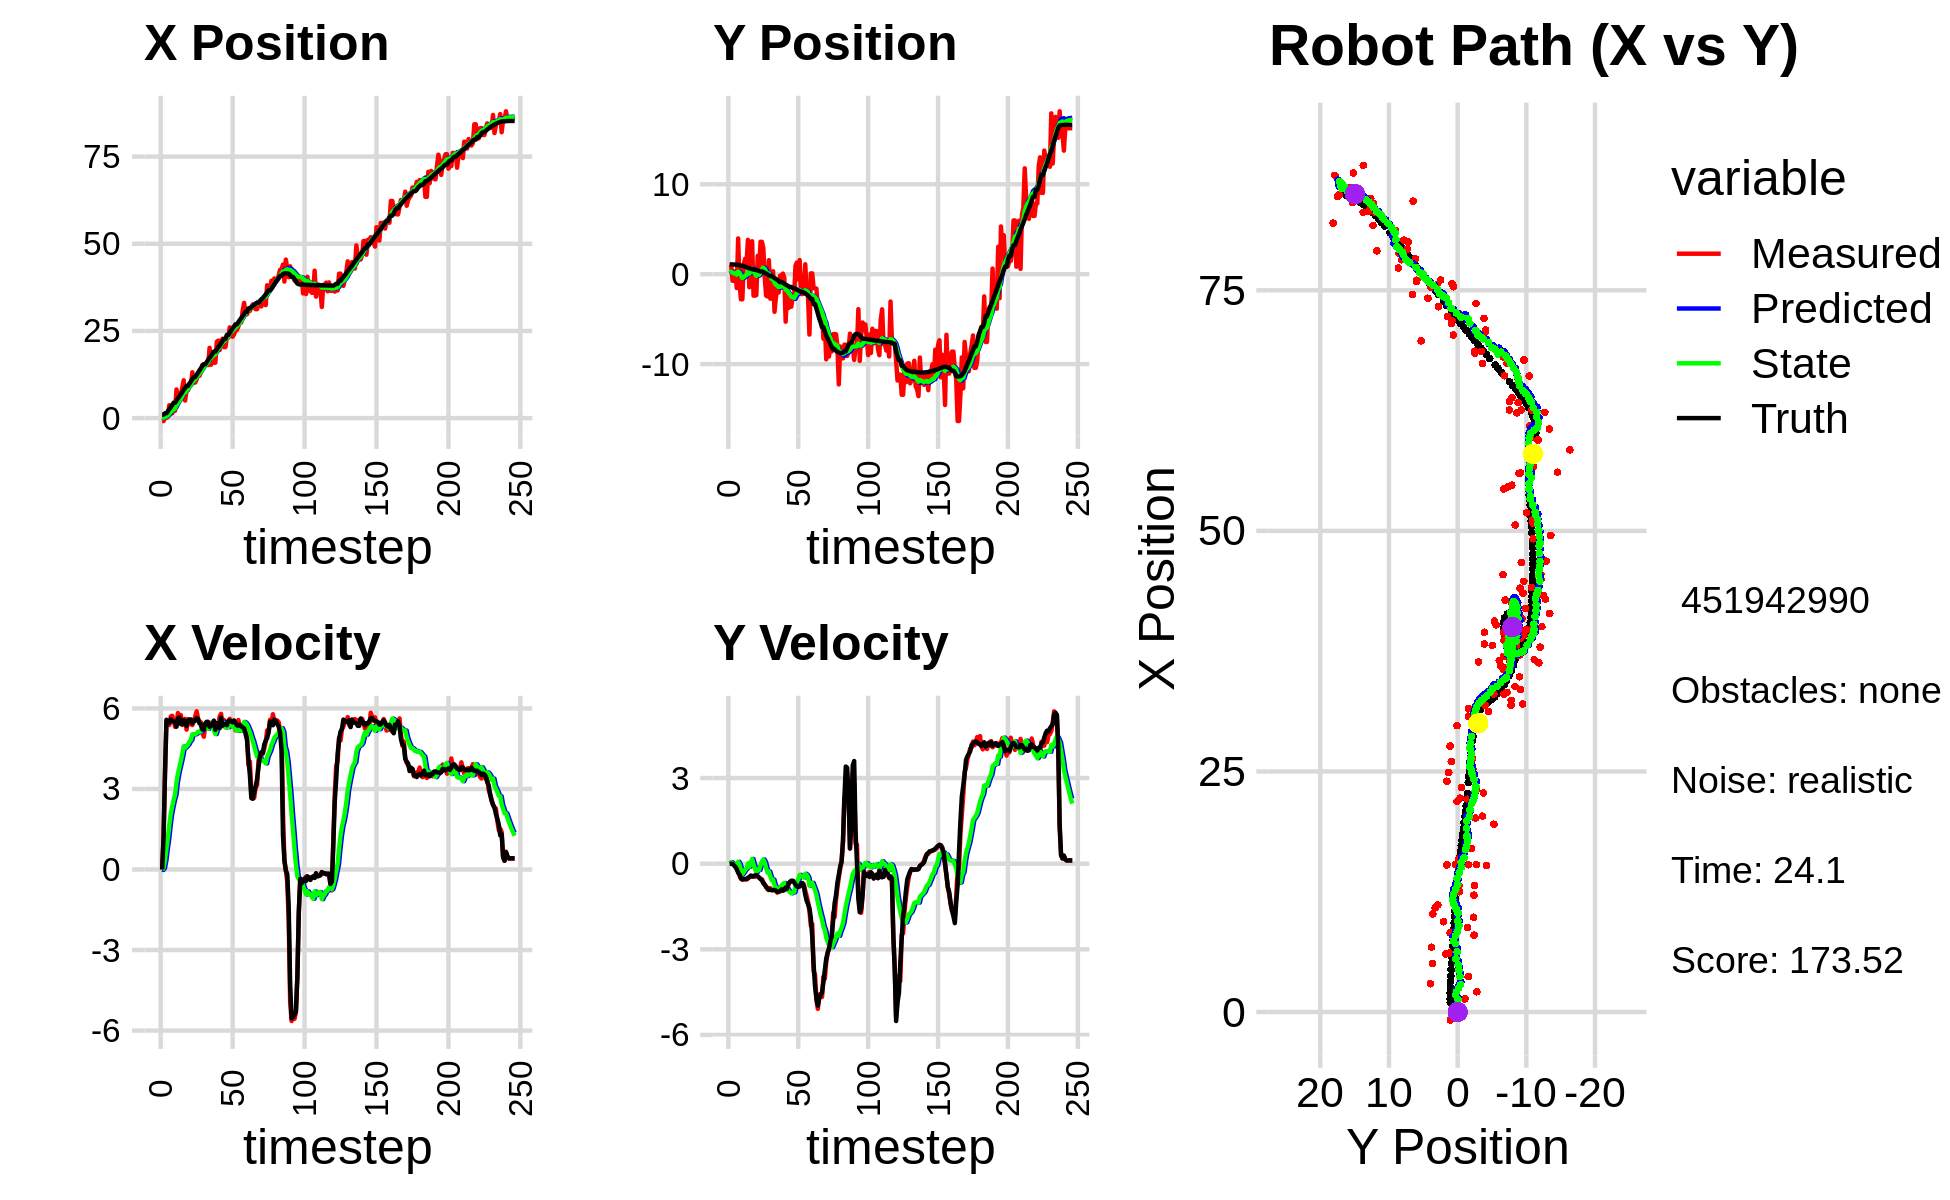 X Position
75
50
25
0
0
50
100
150
200
250
timestep
Y Position
10
0
-10
0
50
100
150
200
250
timestep
X Velocity
6
3
0
-3
-6
0
50
100
150
200
250
timestep
Y Velocity
3
0
-3
-6
0
50
100
150
200
250
timestep
Robot Path (X vs Y)
X Position
75
50
25
0
20
10
0
-10
-20
Y Position
variable
Measured
Predicted
State
Truth
451942990
Obstacles: none
Noise: realistic
Time: 24.1
Score: 173.52